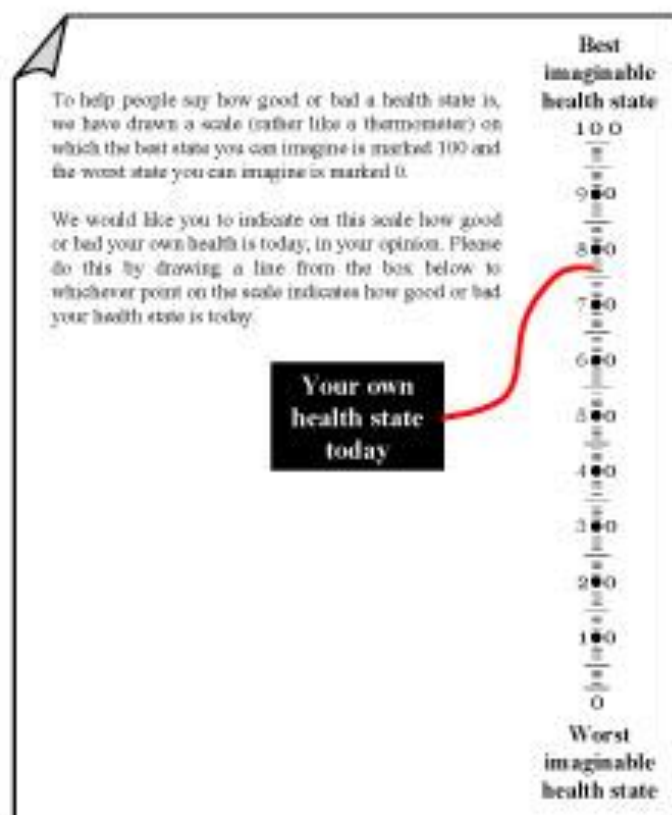 Best
imaginable
health state
To help people say how good or bad a health state is,
we have drawn a scale (rather like a thermometer) on
which the best state you can imagine is marked 100 and
the worst state you can imagine is marked 0.
We would like you to indicate on this scale how good
or bad your own health is today, in your opinion. Please
do this by drawing a line from the box below to
whichever point on the scale indicates how good or bad
your health state is today
Your own
health state
today
100
90
80
70
60
50
40
30
20
10
0
Worst
imaginable
health state